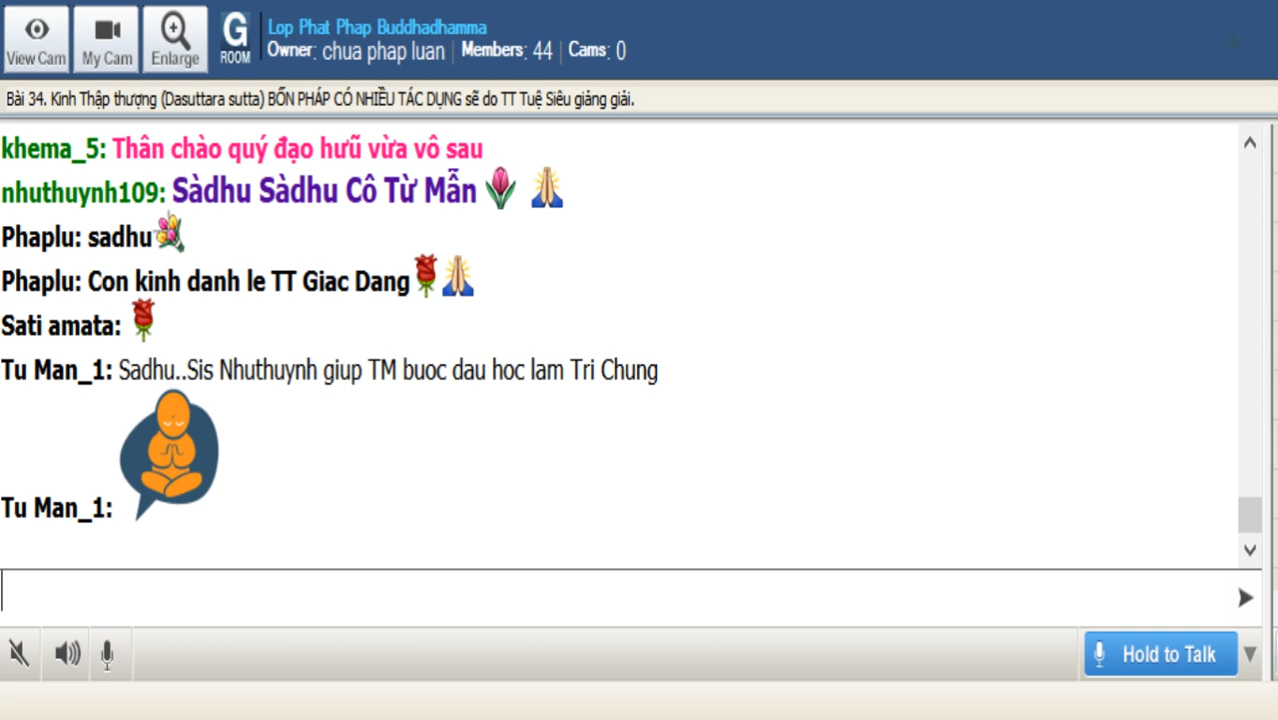 View Cam
My Cam
Enlarge
G
ROOM
Lop Phat Phap Buddhadhamma
Owner: chua phap luan | Members: 44 | Cams: 0
Bài 34. Kinh Thập thượng (Dasuttara sutta) BỐN PHÁP CÓ NHIỀU TÁC DỤNG sẽ do TT Tuệ Siêu giảng giải.
khema_5: Thân chào quý đạo hưũ vừa vô sau
nhuthuynh109: Sàdhu Sàdhu Cô Từ Mẫn
Phaplu: sadhu
Phaplu: Con kinh danh le TT Giac Dang
Sati amata:
Tu Man_1: Sadhu..Sis Nhuthuynh giup TM buoc dau hoc lam Tri Chung
Tu Man_1:
Hold to Talk